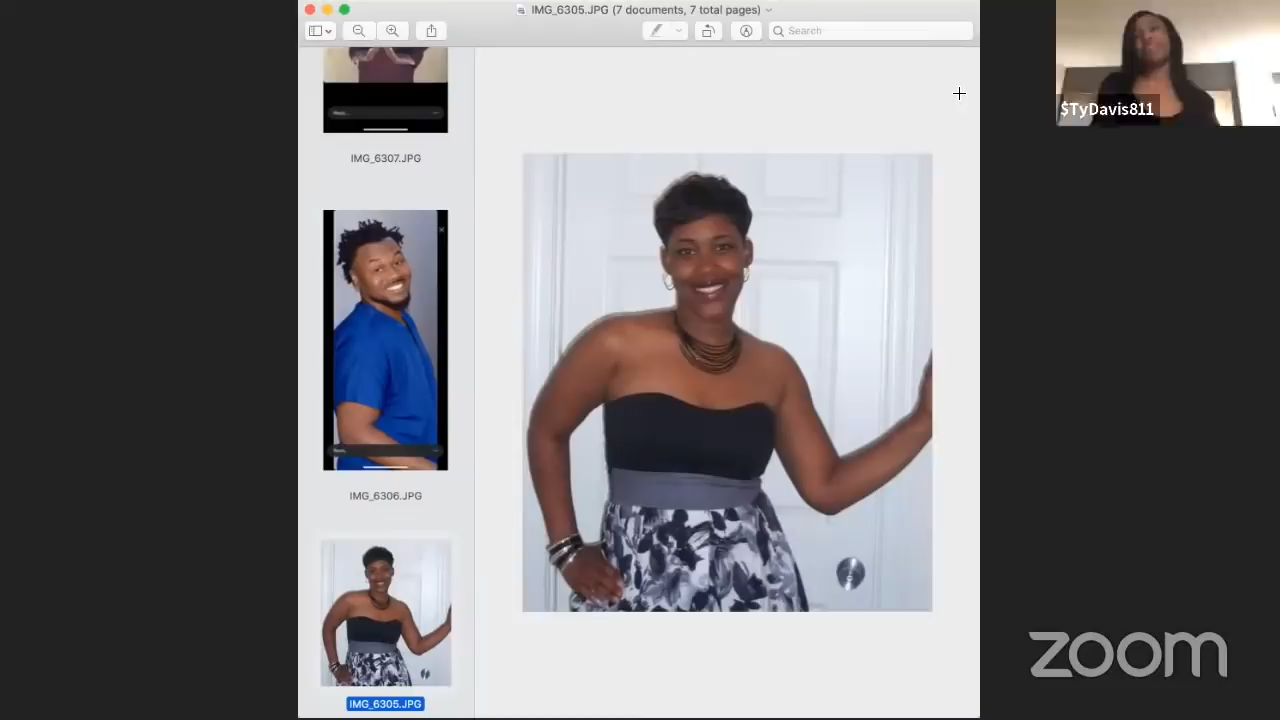 IMG_6305.JPG (7 documents, 7 total pages)
Search
$TyDavis811
IMG_6307.JPG
IMG_6306.JPG
IMG_6305.JPG
zoom